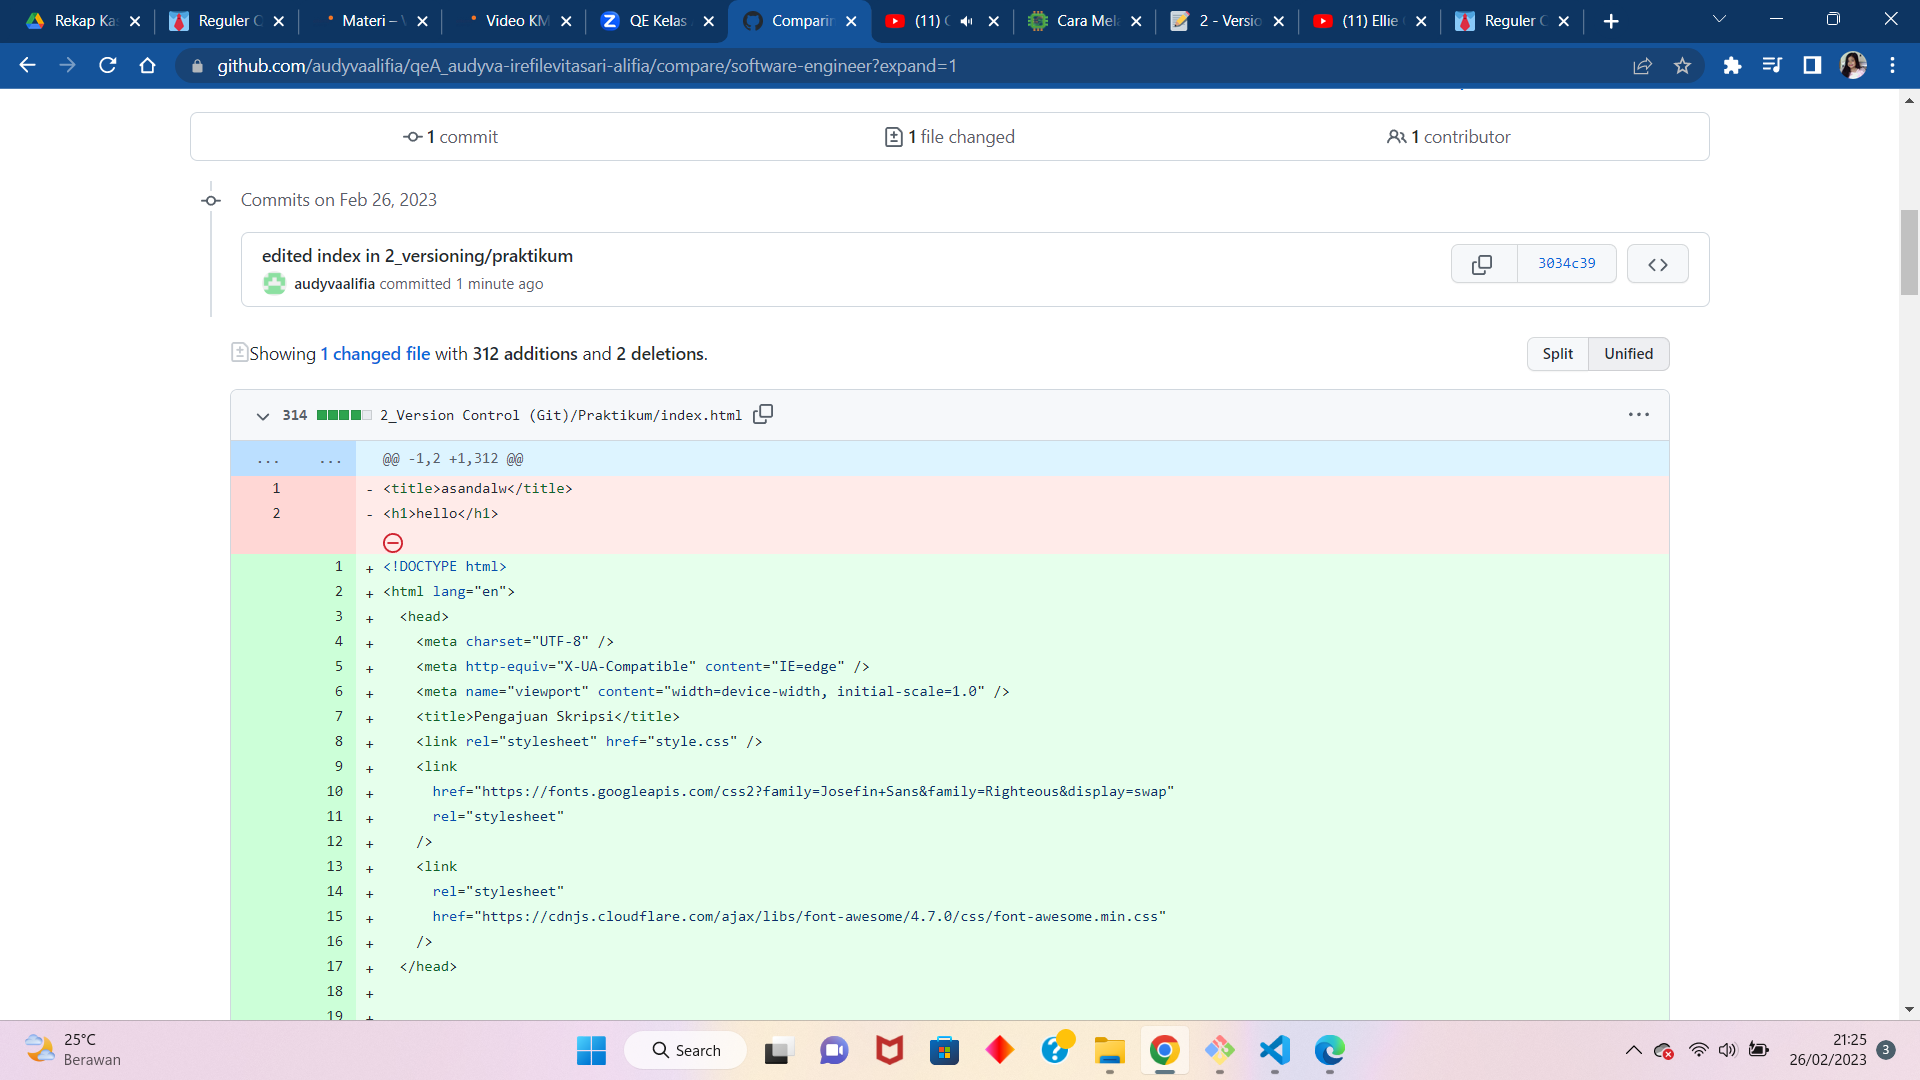 Rekap Kas
Reguler C
Materi –
Video KM
QE Kelas
Comparin
(11)
Cara Mel
2 - Versio
(11) Ellie
Reguler C
github.com/audyvaalifia/qeA_audyva-irefilevitasari-alifia/compare/software-engineer?expand=1
1 commit
1 file changed
1 contributor
Commits on Feb 26, 2023
edited index in 2_versioning/praktikum
audyvaalifia committed 1 minute ago
3034c39
Showing 1 changed file with 312 additions and 2 deletions.
Split
Unified
314 2_Version Control (Git)/Praktikum/index.html
... ... @@ -1,2 +1,312 @@
1 - <title>asandalw</title>
2 - <h1>hello</h1>
1 + <!DOCTYPE html>
2 + <html lang="en">
3 + <head>
4 + <meta charset="UTF-8" />
5 + <meta http-equiv="X-UA-Compatible" content="IE=edge" />
6 + <meta name="viewport" content="width=device-width, initial-scale=1.0" />
7 + <title>Pengajuan Skripsi</title>
8 + <link rel="stylesheet" href="style.css" />
9 + <link
10 + href="https://fonts.googleapis.com/css2?family=Josefin+Sans&family=Righteous&display=swap"
11 + rel="stylesheet"
12 + />
13 + <link
14 + rel="stylesheet"
15 + href="https://cdnjs.cloudflare.com/ajax/libs/font-awesome/4.7.0/css/font-awesome.min.css"
16 + />
17 + </head>
18 +
19 +
25°C
Berawan
Search
21:25
26/02/2023
3